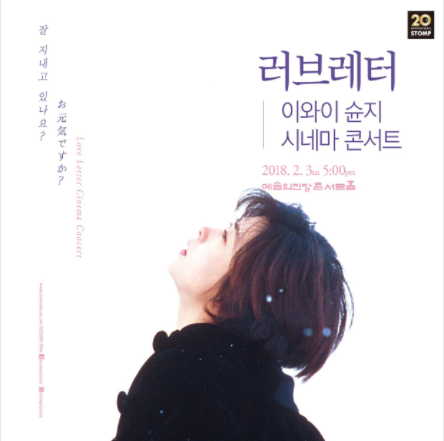 20
STOMP
러브레터
이와이 슌지
시네마 콘서트
2018. 2. 3sat 5:00pm
예술의전당 콘서트홀
잘 지내고 있나요?
お元気ですか?
Love Letter Cinema Concert